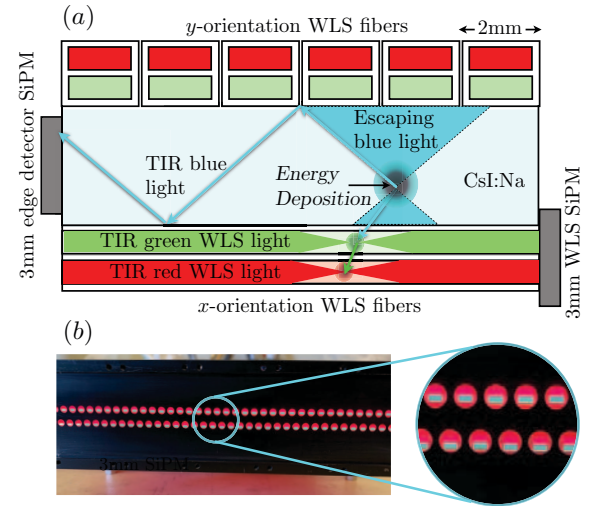 (a)
y-orientation WLS fibers
2mm
3mm edge detector SiPM
Escaping
blue light
TIR blue
light
Energy
Deposition
CsI:Na
TIR green WLS light
TIR red WLS light
3mm WLS SiPM
x-orientation WLS fibers
(b)
3mm SiPM